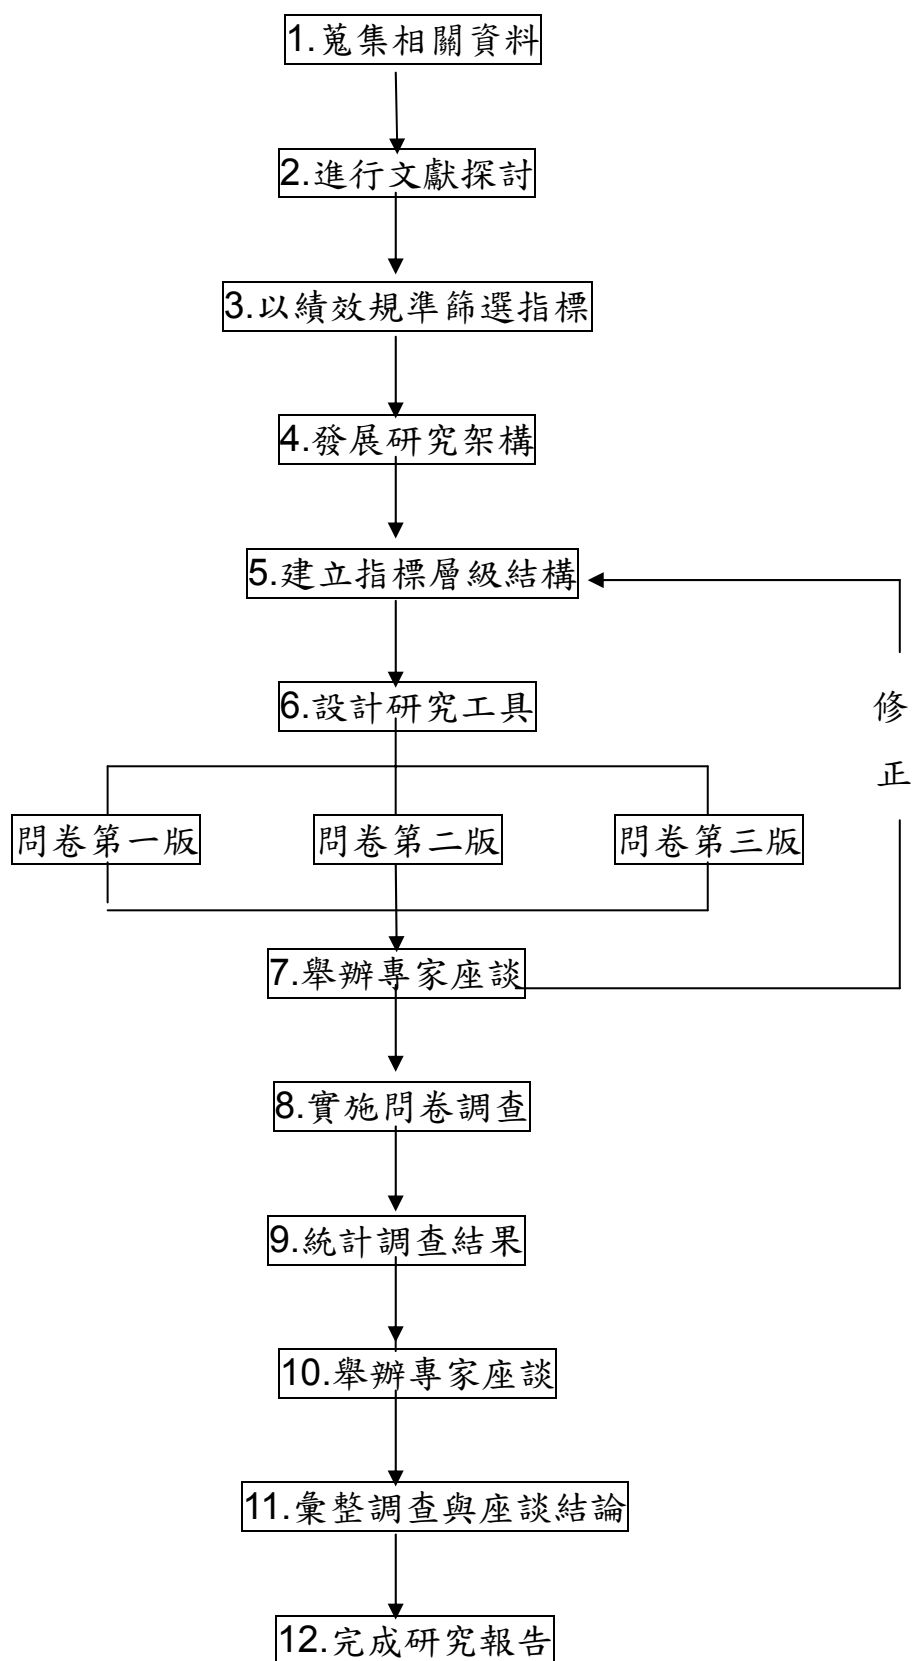 1.蒐集相關資料
2.進行文獻探討
3.以績效規準篩選指標
4.發展研究架構
5.建立指標層級結構
6.設計研究工具
修
正
問卷第一版
問卷第二版
問卷第三版
7.舉辦專家座談
8.實施問卷調查
9.統計調查結果
10.舉辦專家座談
11.彙整調查與座談結論
12.完成研究報告